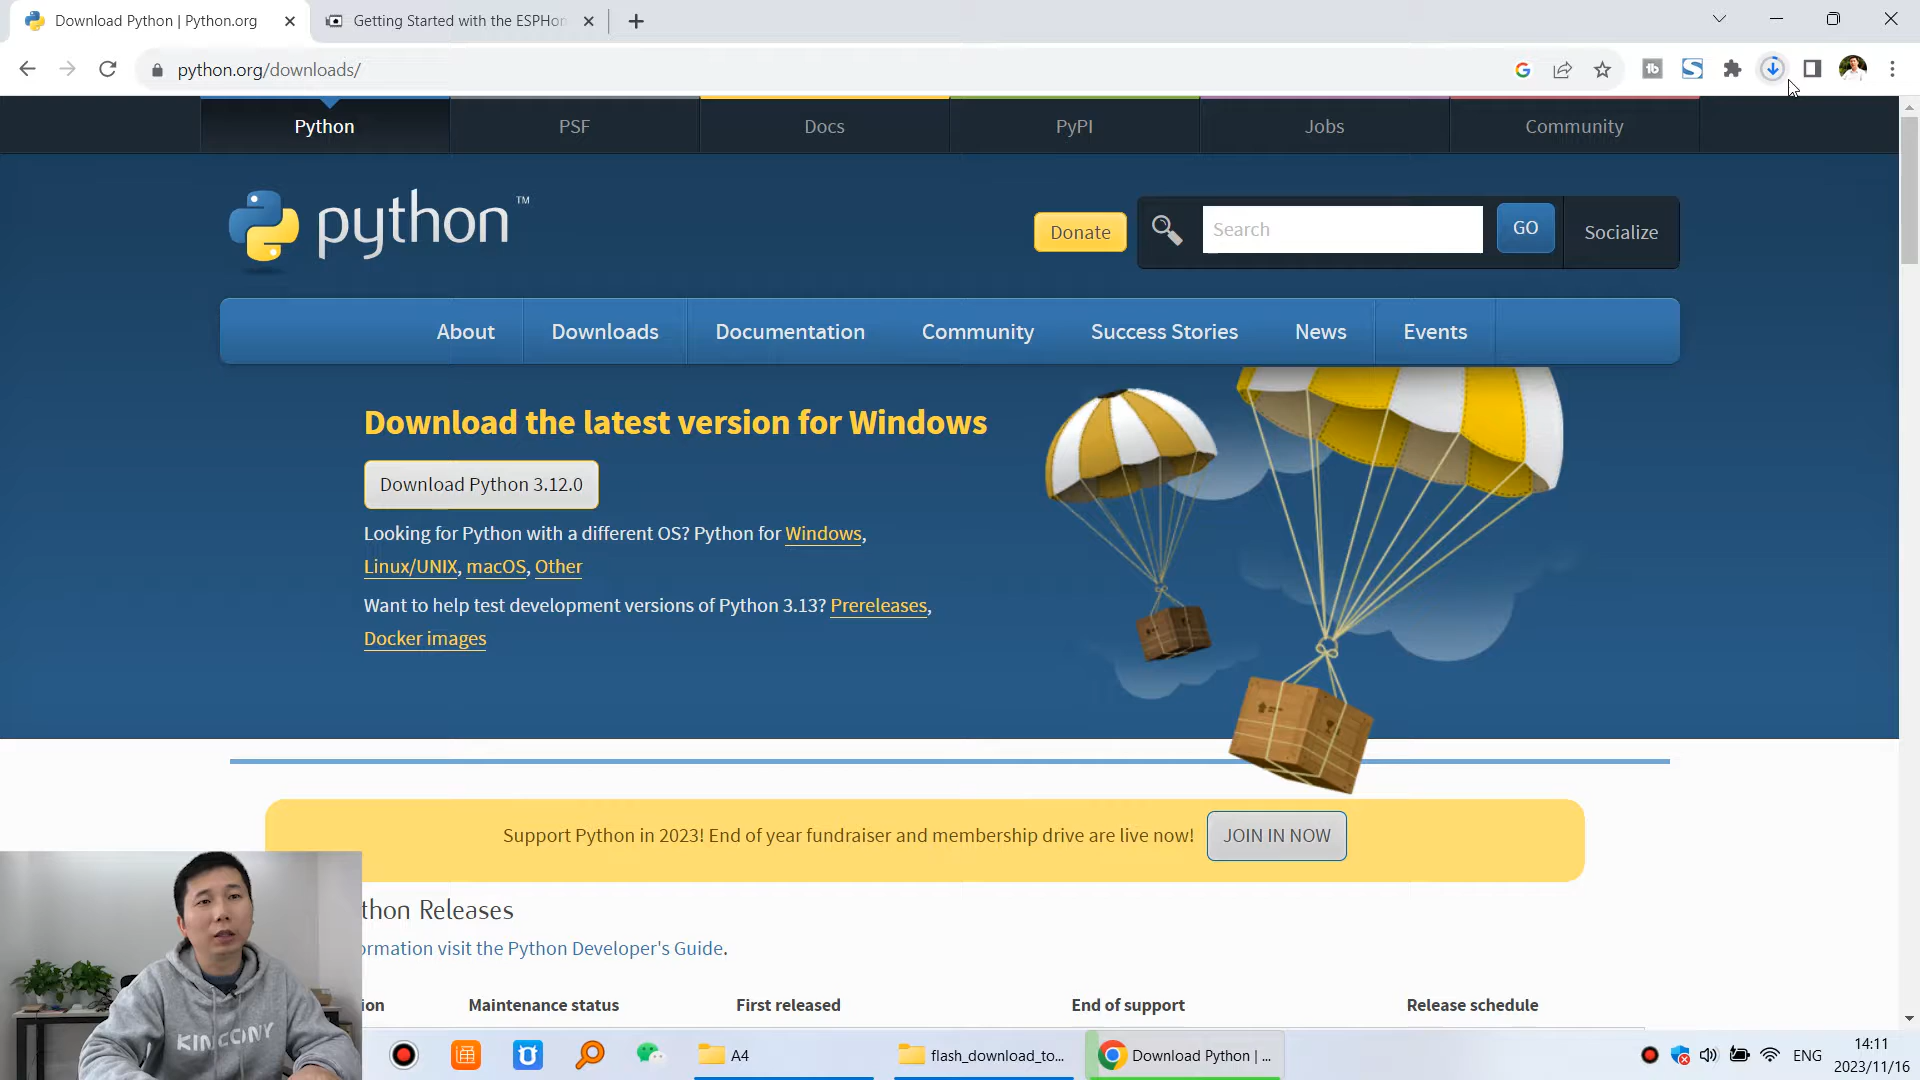 Download Python | Python.org
Getting Started with the ESPHom
python.org/downloads/
Python
PSF
Docs
PyPI
Jobs
Community
python™
Donate
Search
GO
Socialize
About
Downloads
Documentation
Community
Success Stories
News
Events
Download the latest version for Windows
Download Python 3.12.0
Looking for Python with a different OS? Python for Windows,
Linux/UNIX, macOS, Other
Want to help test development versions of Python 3.13? Prereleases,
Docker images
Support Python in 2023! End of year fundraiser and membership drive are live now!
JOIN IN NOW
thon Releases
ormation visit the Python Developer's Guide.
ion
Maintenance status
First released
End of support
Release schedule
KINCONY
A4
flash_download_to...
Download Python | ...
ENG
14:11
2023/11/16